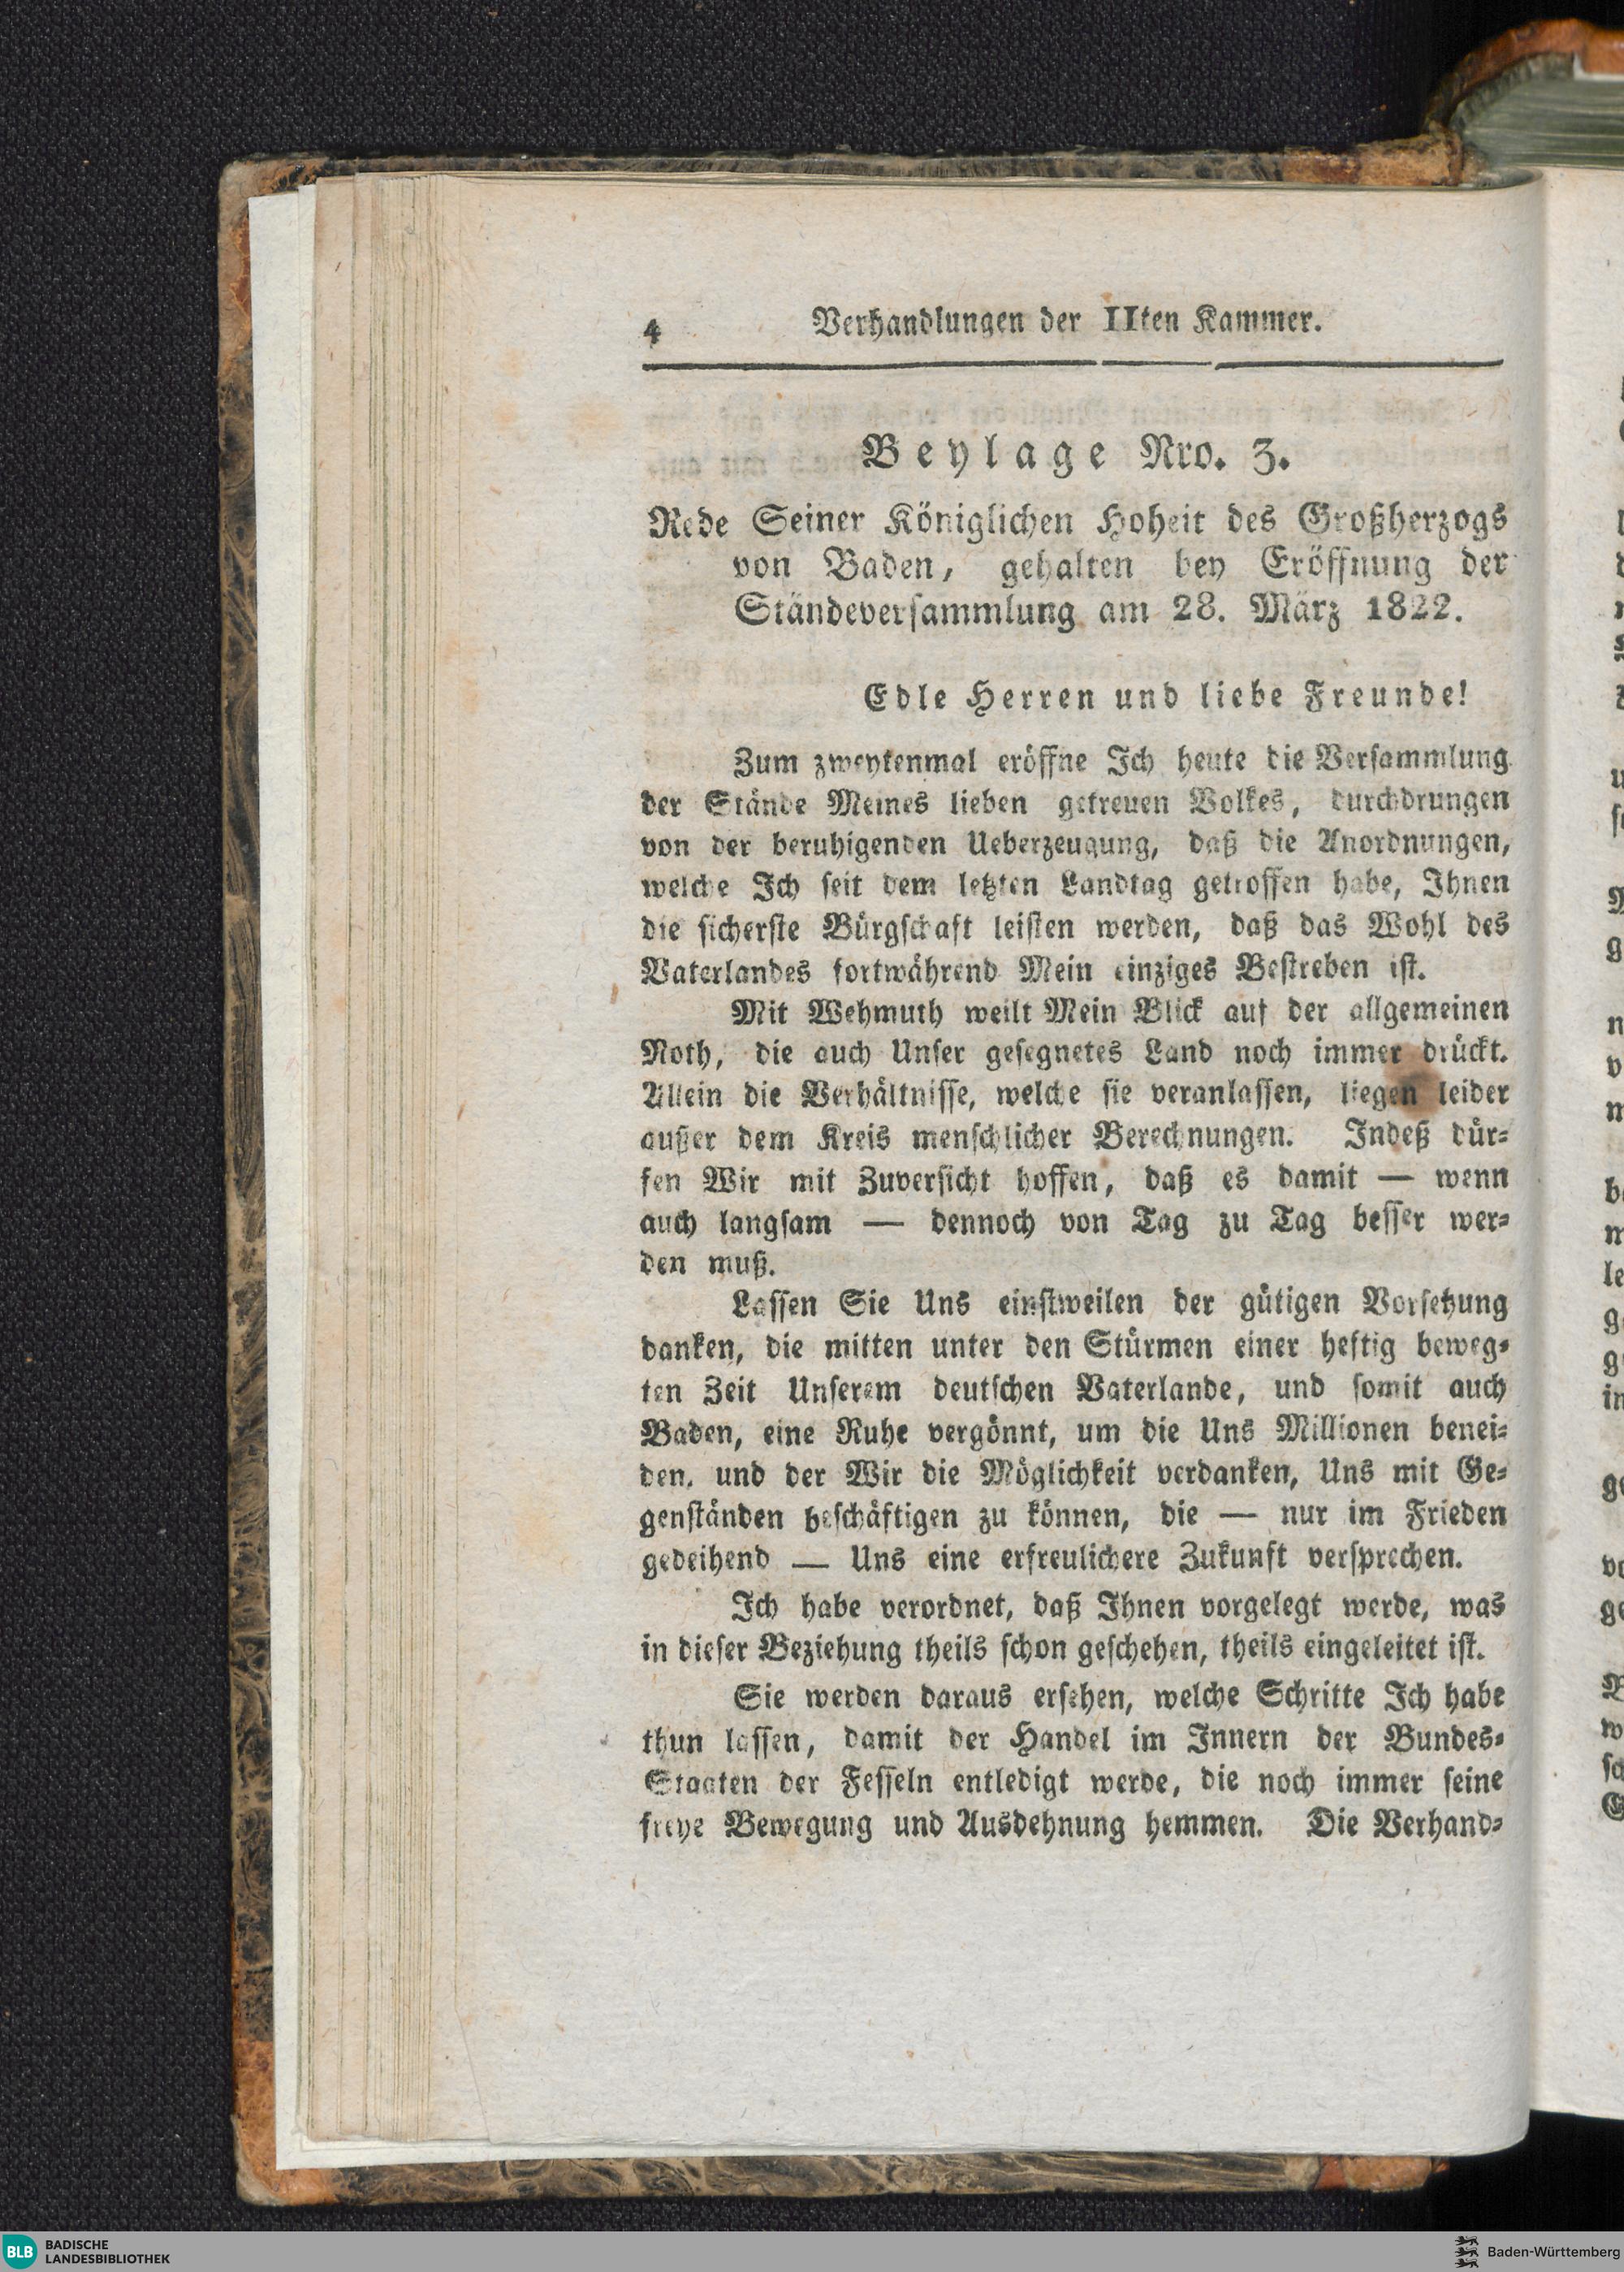 4 Verhandlungen der IIten Kammer.
Beylage Nro. 3.
Rede Seiner Königlichen Hoheit des Großherzogs
von Baden, gehalten bey Eröffnung der
Ständeversammlung am 28. März 1822.
Edle Herren und liebe Freunde!
Zum zweytenmal eröffne Ich heute die Versammlung
der Stände Meines lieben getreuen Volkes, durchdrungen
von der beruhigenden Ueberzeugung, daß die Anordnungen,
welche Ich seit dem letzten Landtag getroffen habe, Ihnen
die sicherste Bürgschaft leisten werden, daß das Wohl des
Vaterlandes fortwährend Mein einziges Bestreben ist.
Mit Wehmuth weilt Mein Blick auf der allgemeinen
Noth, die auch Unser gesegnetes Land noch immer drückt.
Allein die Verhältnisse, welche sie veranlassen, liegen leider
außer dem Kreis menschlicher Berechnungen. Indeß dür-
fen Wir mit Zuversicht hoffen, daß es damit — wenn
auch langsam — dennoch von Tag zu Tag besser wer-
den muß.
Lassen Sie Uns einstweilen der gütigen Vorsehung
danken, die mitten unter den Stürmen einer heftig beweg-
ten Zeit Unserem deutschen Vaterlande, und somit auch
Baden, eine Ruhe vergönnt, um die Uns Millionen benei-
den, und der Wir die Möglichkeit verdanken, Uns mit Ge-
genständen beschäftigen zu können, die — nur im Frieden
gedeihend — Uns eine erfreulichere Zukunft versprechen.
Ich habe verordnet, daß Ihnen vorgelegt werde, was
in dieser Beziehung theils schon geschehen, theils eingeleitet ist.
Sie werden daraus ersehen, welche Schritte Ich habe
thun lassen, damit der Handel im Innern der Bundes-
Staaten der Fesseln entledigt werde, die noch immer seine
freye Bewegung und Ausdehnung hemmen. Die Verhand-
BLB BADISCHE
LANDESBIBLIOTHEK
Baden-Württemberg